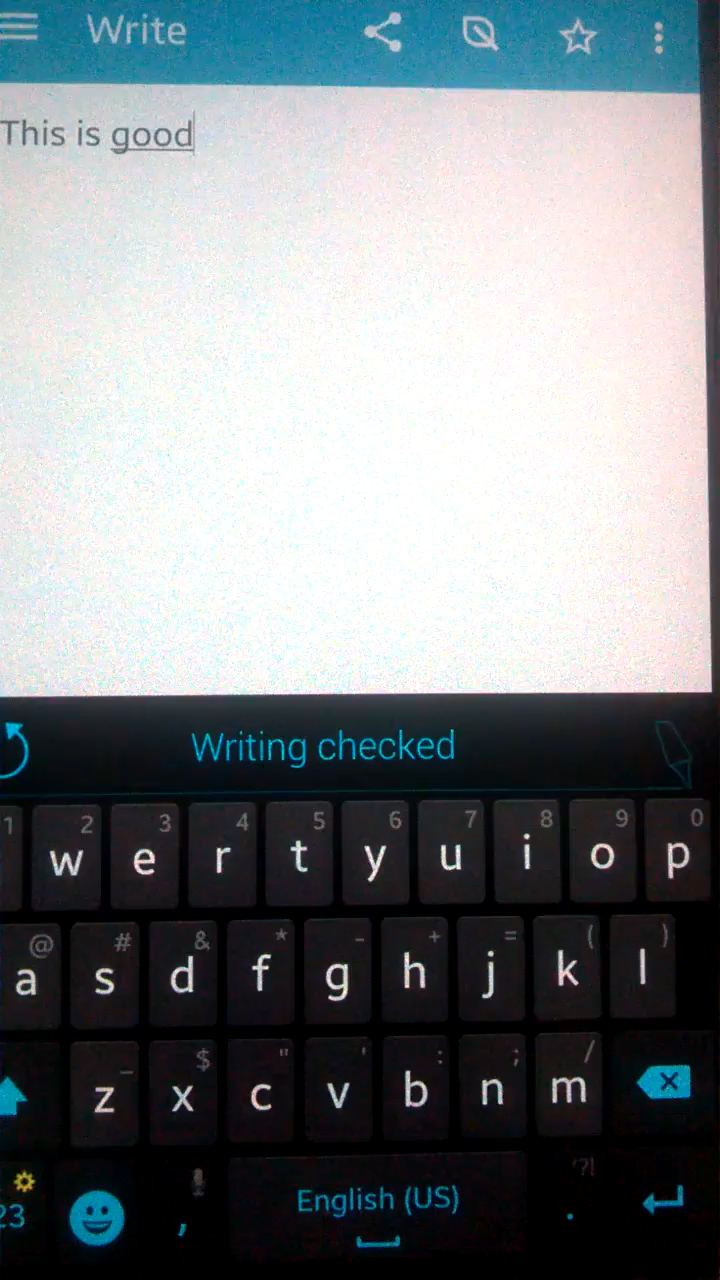 Write
This is good
Writing checked
1 2 3 4 5 6 7 8 9 0
w e r t y u i o p
@ # & * - + = ( )
a s d f g h j k l
_ $ " ' : ; /
z x c v b n m
23 , English (US) . '?!